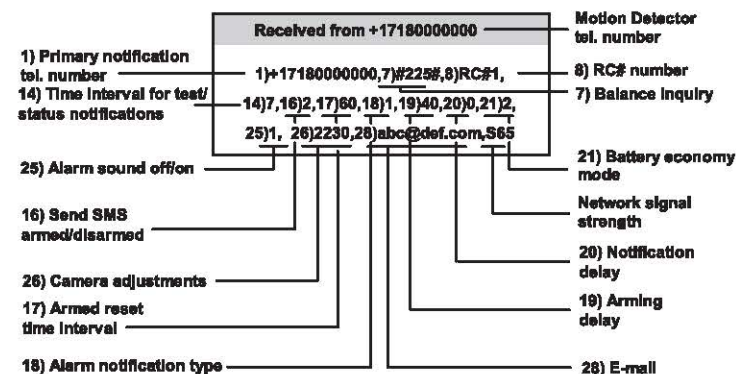 Received from +17180000000
1)+17180000000,7)#225#,8)RC#1,
14)7,16)2,17)60,18)1,19)40,20)0,21)2,
25)1, 26)2230,28)abc@def.com,S65
1) Primary notification
tel. number
14) Time interval for test/
status notifications
25) Alarm sound off/on
16) Send SMS
armed/disarmed
26) Camera adjustments
17) Armed reset
time interval
18) Alarm notification type
Motion Detector
tel. number
8) RC# number
7) Balance Inquiry
21) Battery economy
mode
Network signal
strength
20) Notification
delay
19) Arming
delay
28) E-mail